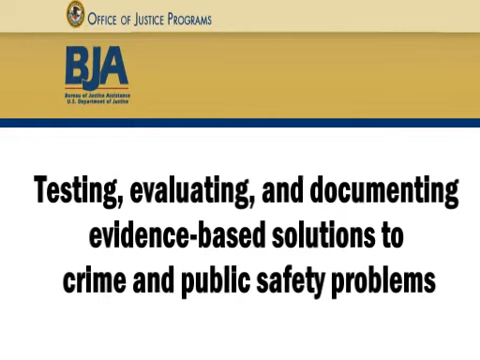 OFFICE OF JUSTICE PROGRAMS
BJA
Bureau of Justice Assistance
U.S. Department of Justice
Testing, evaluating, and documenting
evidence-based solutions to
crime and public safety problems